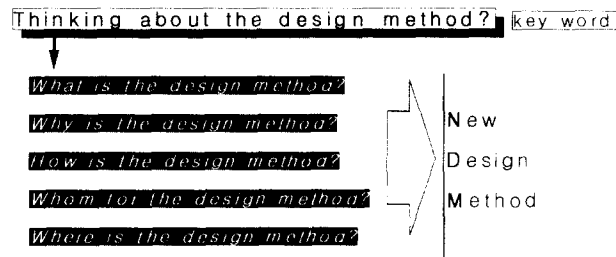 Thinking about the design method? key word
What is the design method?
Why is the design method?
How is the design method?
Whom for the design method?
Where is the design method?
New
Design
Method